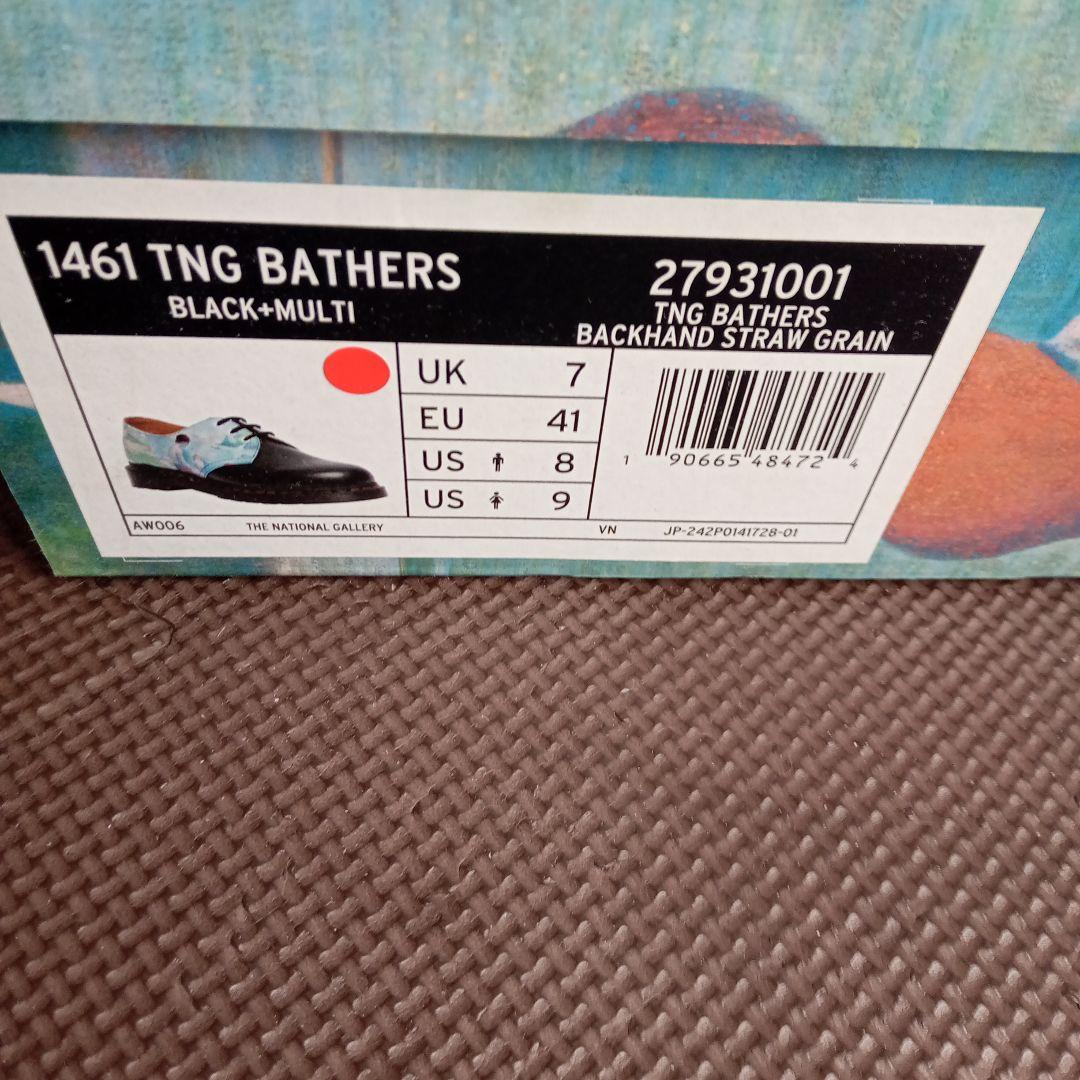 1461 TNG BATHERS
BLACK+MULTI
27931001
TNG BATHERS
BACKHAND STRAW GRAIN
UK 7
EU 41
US 8
US 9
1 90665 48472 4
AW006 THE NATIONAL GALLERY VN JP-242P0141728-01